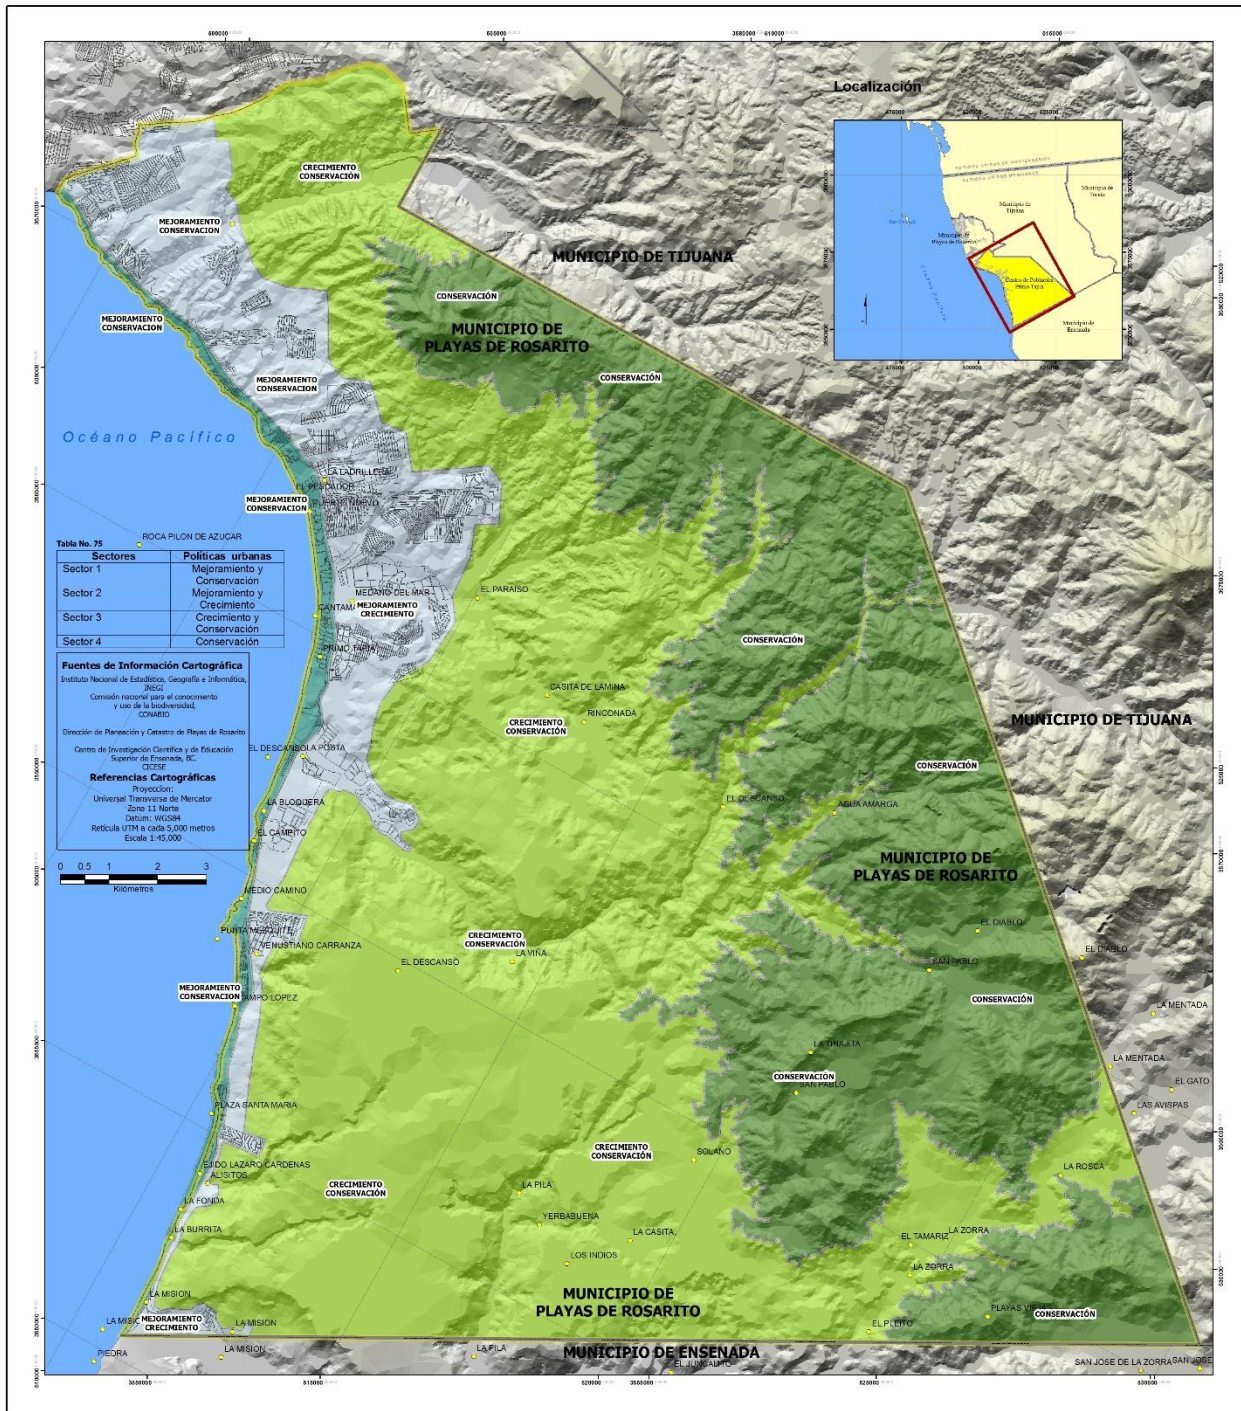 Localización
MUNICIPIO DE TIJUANA
CRECIMIENTO
CONSERVACIÓN
MEJORAMIENTO
CONSERVACION
CONSERVACIÓN
MUNICIPIO DE
PLAYAS DE ROSARITO
MEJORAMIENTO
CONSERVACION
CONSERVACIÓN
MEJORAMIENTO
CONSERVACION
Océano Pacífico
LA LADRILLERA
EL PESCADOR
MEJORAMIENTO
CONSERVACION
ROCA PILON DE AZUCAR
Tabla No. 75
Sectores Políticas urbanas
Sector 1 Mejoramiento y
Conservación
Sector 2 Mejoramiento y
Crecimiento
Sector 3 Crecimiento y
Conservación
Sector 4 Conservación
MEDANO DEL MAR
EL PARAÍSO
MEJORAMIENTO
CRECIMIENTO
PRIMO TAPIA
CONSERVACIÓN
Fuentes de Información Cartográfica
Instituto Nacional de Estadística, Geografía e Informática,
INEGI
Comisión nacional para el conocimiento
y uso de la biodiversidad,
CONABIO
Dirección de Planeación y Catastro de Playas de Rosarito
Centro de Investigación Científica y de Educación
Superior de Ensenada, BC.
CICESE
Referencias Cartográficas
Proyeccíon:
Universal Transversa de Mercator
Zona 11 Norte
Datum: WGS84
Retícula UTM a cada 5,000 metros
Escala 1:45,000
0 0.5 1 2 3
Kilómetros
CASITA DE LAMINA
RINCONADA
CRECIMIENTO
CONSERVACIÓN
MUNICIPIO DE TIJUANA
EL DESCANSO
LA POSTA
CONSERVACIÓN
LA BLOQUERA
EL DESCANSO
AGUA AMARGA
EL CAMPITO
MUNICIPIO DE
PLAYAS DE ROSARITO
MEDIO CAMINO
PUNTA MESQUITE
VENUSTIANO CARRANZA
CRECIMIENTO
CONSERVACIÓN
LA VIÑA
EL DESCANSO
EL DIABLO
EL DIABLO
SAN PABLO
MEJORAMIENTO
CONSERVACION
CONSERVACIÓN
LA MENTADA
LA TINAJITA
LA MENTADA
CONSERVACIÓN
SAN PABLO
EL GATO
LAS AVISPAS
PLAZA SANTA MARIA
CRECIMIENTO
CONSERVACIÓN
SOLANO
EJIDO LAZARO CARDENAS
ALISITOS
CRECIMIENTO
CONSERVACIÓN
LA ROSCA
LA PILA
LA FONDA
YERBABUENA
LA BURRITA
LA CASITA
EL TAMARIZ
LA ZORRA
LOS INDIOS
LA ZORRA
MUNICIPIO DE
PLAYAS DE ROSARITO
LA MISION
PLAYAS VIEJAS
CONSERVACIÓN
MEJORAMIENTO
CRECIMIENTO
LA MISION
EL PLEITO
MUNICIPIO DE ENSENADA
PIEDRA
LA MISION
LA PILA
SAN JOSE DE LA ZORRA
SAN JOSE